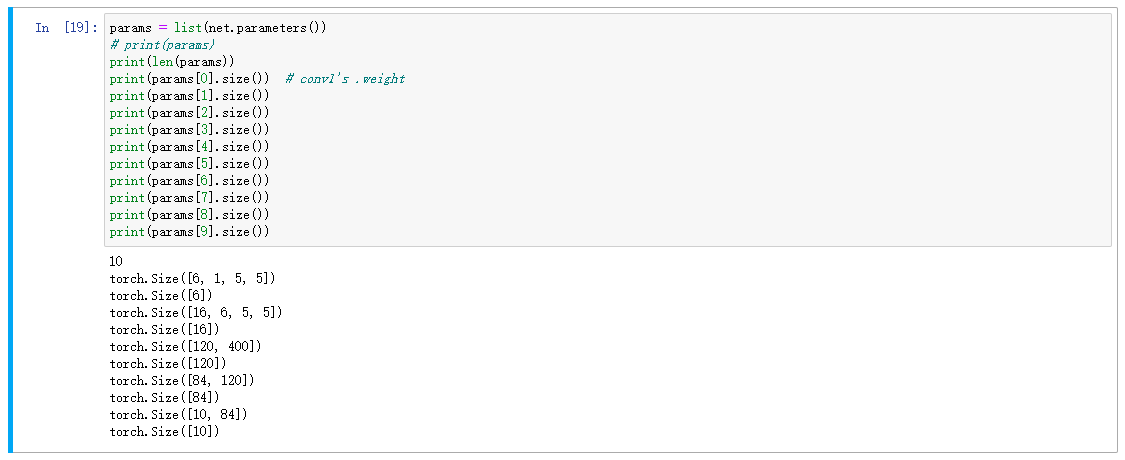 In [19]: params = list(net.parameters())
# print(params)
print(len(params))
print(params[0].size())  # conv1's .weight
print(params[1].size())
print(params[2].size())
print(params[3].size())
print(params[4].size())
print(params[5].size())
print(params[6].size())
print(params[7].size())
print(params[8].size())
print(params[9].size())
10
torch.Size([6, 1, 5, 5])
torch.Size([6])
torch.Size([16, 6, 5, 5])
torch.Size([16])
torch.Size([120, 400])
torch.Size([120])
torch.Size([84, 120])
torch.Size([84])
torch.Size([10, 84])
torch.Size([10])